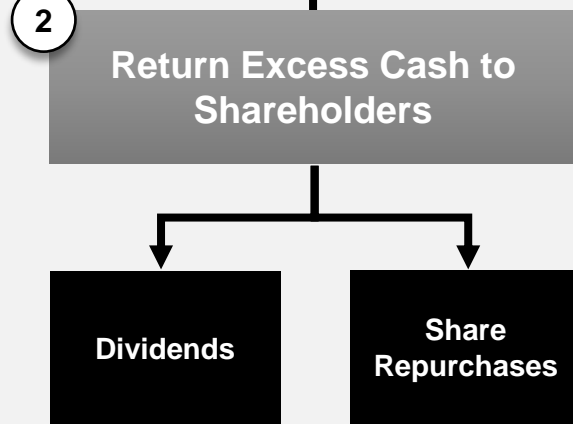 2
Return Excess Cash to
Shareholders
Dividends
Share
Repurchases